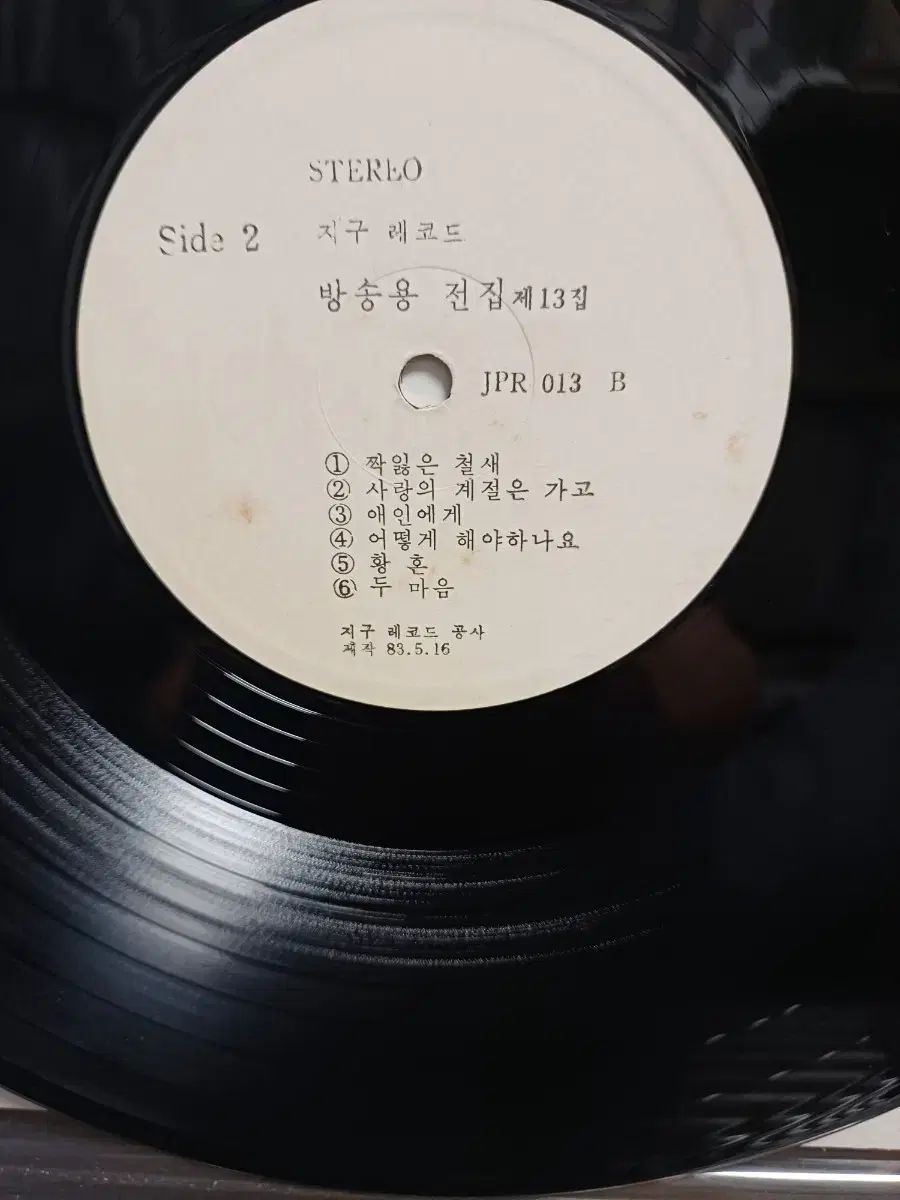 STEREO
Side 2 지구 레코드
방송용 전집 제13집
JPR 013 B
① 짝잃은 철새
② 사랑의 계절은 가고
③ 애인에게
④ 어떻게 해야하나요
⑤ 황 혼
⑥ 두 마음
지구 레코드 공사
제작 83.5.16